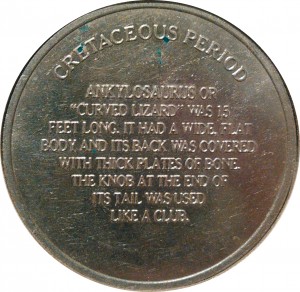 CRETACEOUS PERIOD
ANKYLOSAURUS OR
"CURVED LIZARD" WAS 15
FEET LONG. IT HAD A WIDE, FLAT
BODY, AND ITS BACK WAS COVERED
WITH THICK PLATES OF BONE.
THE KNOB AT THE END OF
ITS TAIL WAS USED
LIKE A CLUB.